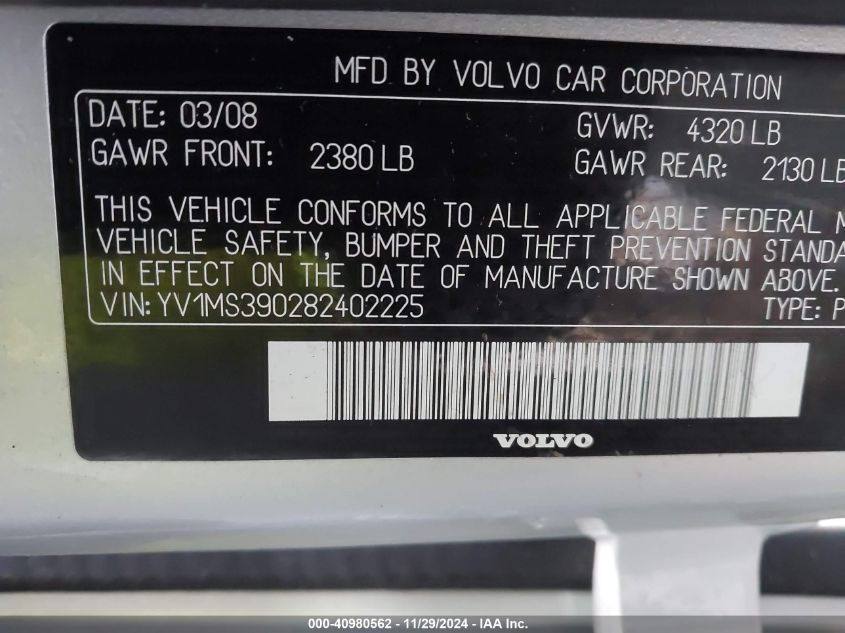 MFD BY VOLVO CAR CORPORATION
DATE: 03/08 GVWR: 4320 LB
GAWR FRONT: 2380 LB GAWR REAR: 2130 LB
THIS VEHICLE CONFORMS TO ALL APPLICABLE FEDERAL M
VEHICLE SAFETY, BUMPER AND THEFT PREVENTION STANDA
IN EFFECT ON THE DATE OF MANUFACTURE SHOWN ABOVE.
VIN: YV1MS390282402225 TYPE: P
VOLVO
000-40980562 - 11/29/2024 - IAA Inc.